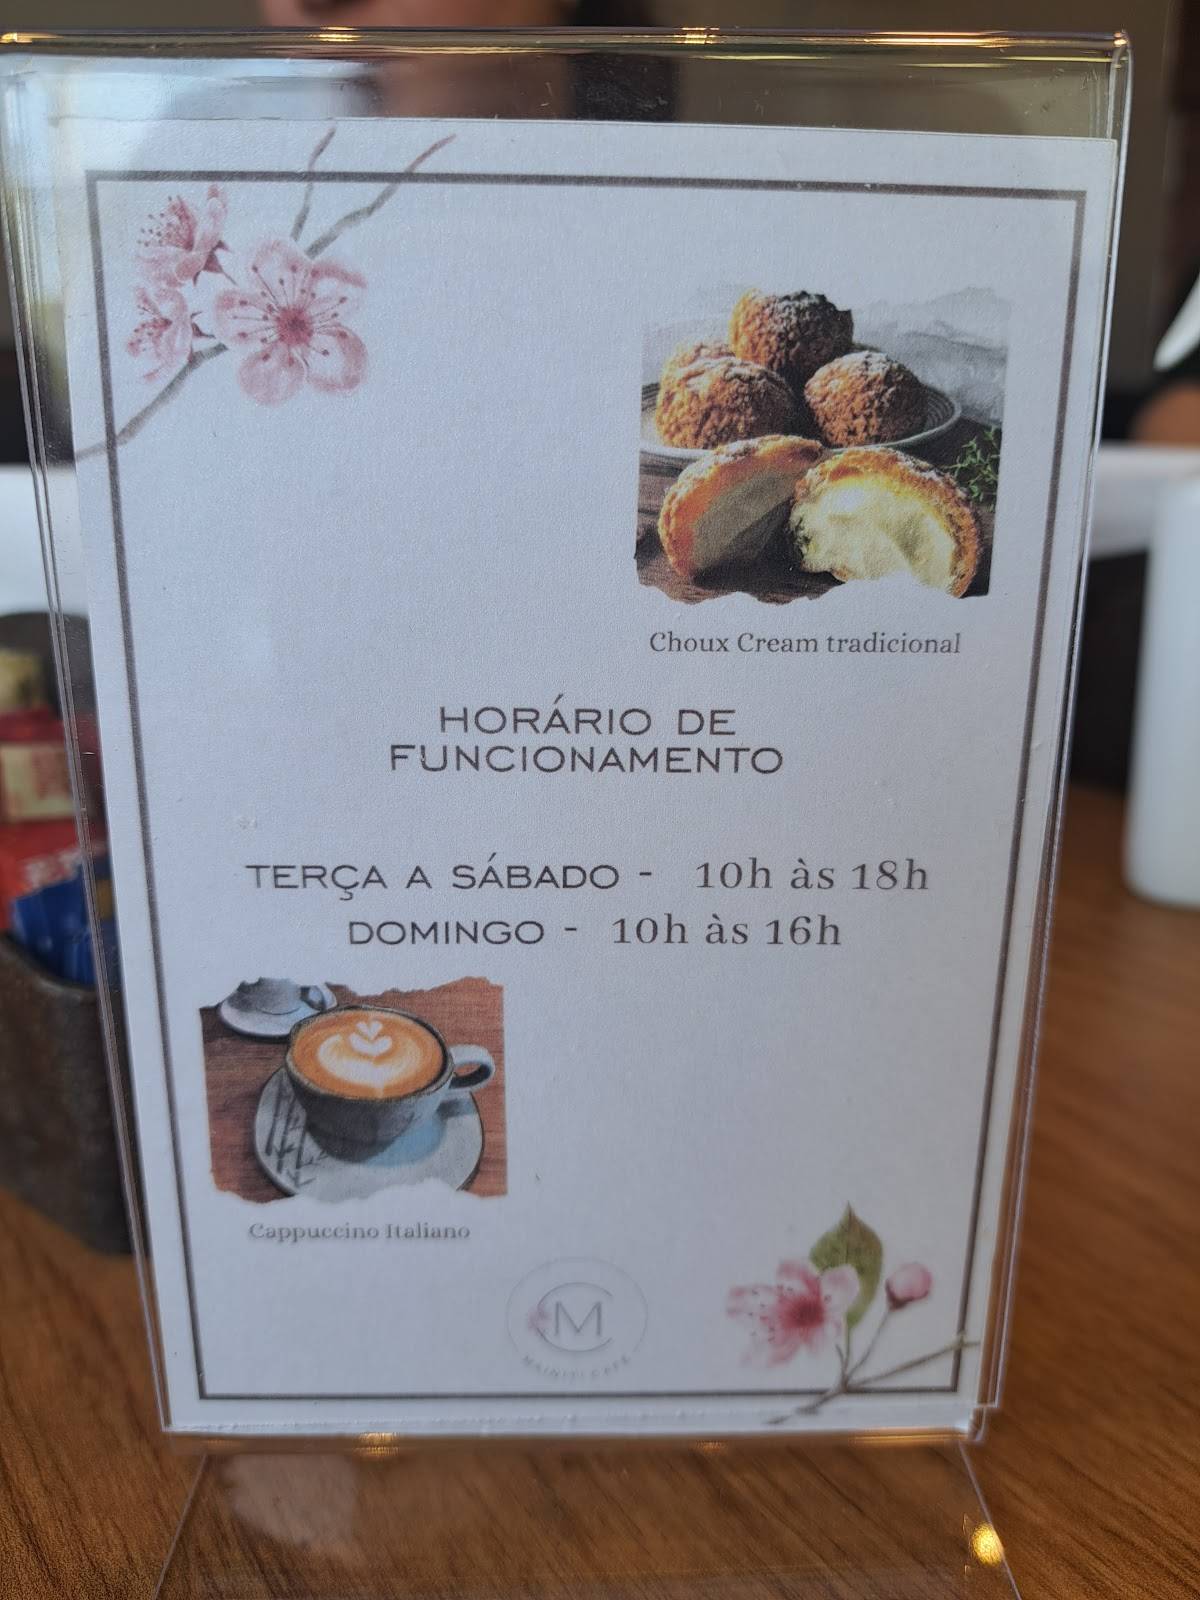 Choux Cream tradicional
HORÁRIO DE
FUNCIONAMENTO
TERÇA A SÁBADO - 10h às 18h
DOMINGO - 10h às 16h
Cappuccino Italiano
M